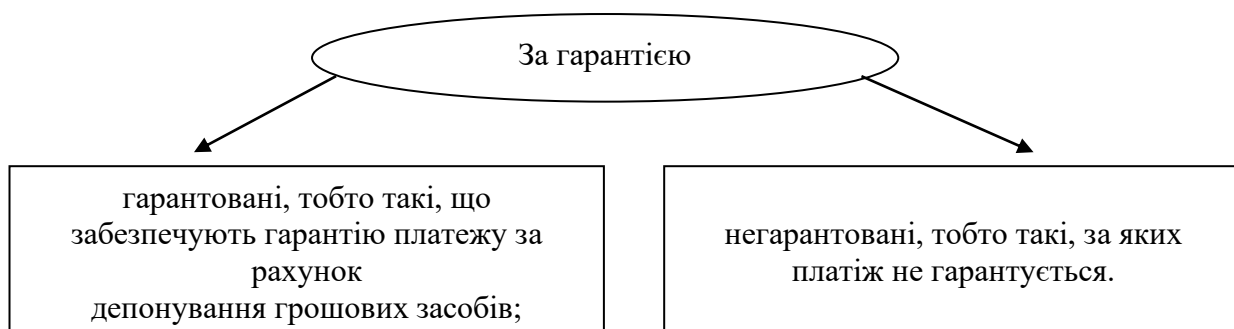 За гарантією
гарантовані, тобто такі, що
забезпечують гарантію платежу за
рахунок
депонування грошових засобів;
негарантовані, тобто такі, за яких
платіж не гарантується.